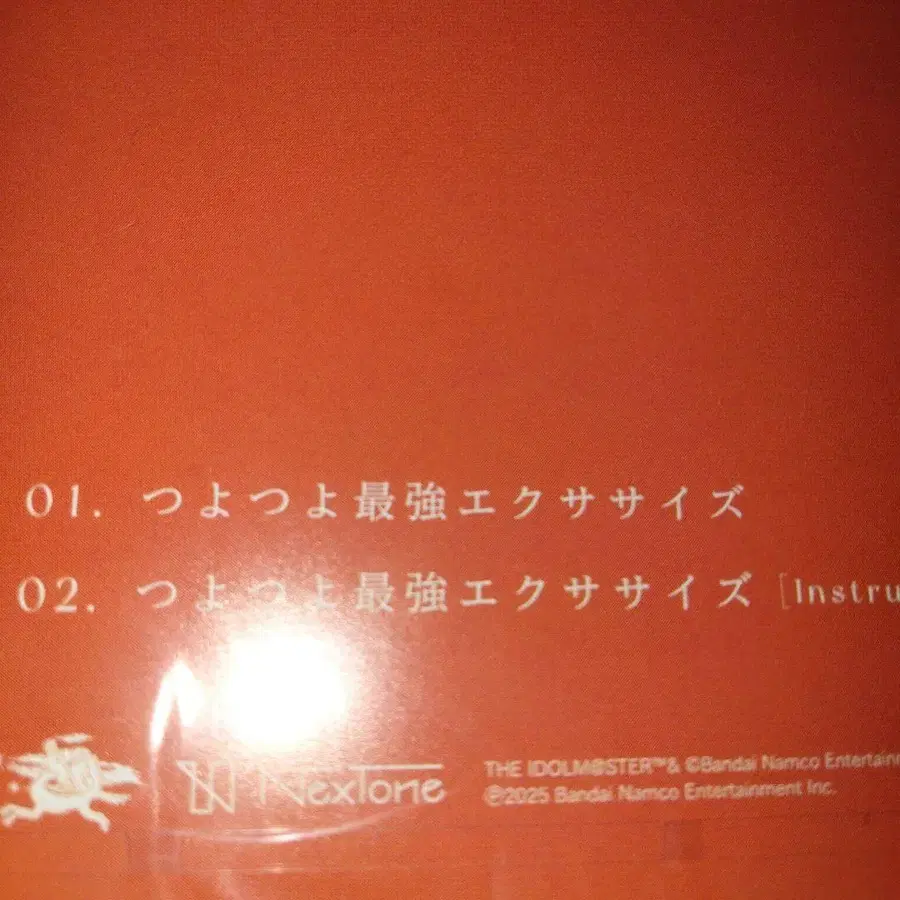 01. つよつよ最強エクササイズ
02. つよつよ最強エクササイズ [Instru
NexTone
THE IDOLM@STER™& ©Bandai Namco Entertainm
℗2025 Bandai Namco Entertainment Inc.